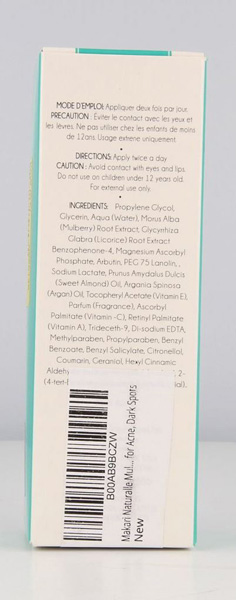 MODE D'EMPLOI: Appliquer deux fois par jour.
PRECAUTION : Eviter le contact avec les yeux et
les lèvres. Ne pas utiliser chez les enfants de moins
de 12ans. Usage extreme uniquement.
DIRECTIONS: Apply twice a day
CAUTION : Avoid contact with eyes and lips.
Do not use on children under 12 years old.
For external use only.
INGREDIENTS: Propylene Glycol,
Glycerin, Aqua (Water), Morus Alba
(Mulberry) Root Extract, Glycyrrhiza
Glabra (Licorice) Root Extract
Benzophenone-4, Magnesium Ascorbyl
Phosphate, Arbutin, PEG 75 Lanolin, ,
Sodium Lactate, Prunus Amydalus Dulcis
(Sweet Almond) Oil, Argania Spinosa
(Argan) Oil, Tocopheryl Acetate (Vitamin E),
Parfum (Fragrance), Ascorbyl
Palmitate (Vitamin -C), Retinyl Palmitate
(Vitamin A), Trideceth-9, Di-sodium EDTA,
Methylparaben, Propylparaben, Benzyl
Benzoate, Benzyl Salicylate, Citronellol,
Coumarin, Geraniol, Hexyl Cinnamic
Aldehy 2-
(4-tert-
B00AB9BCZW
Makari Naturalle Mul... for Acne, Dark Spots
New